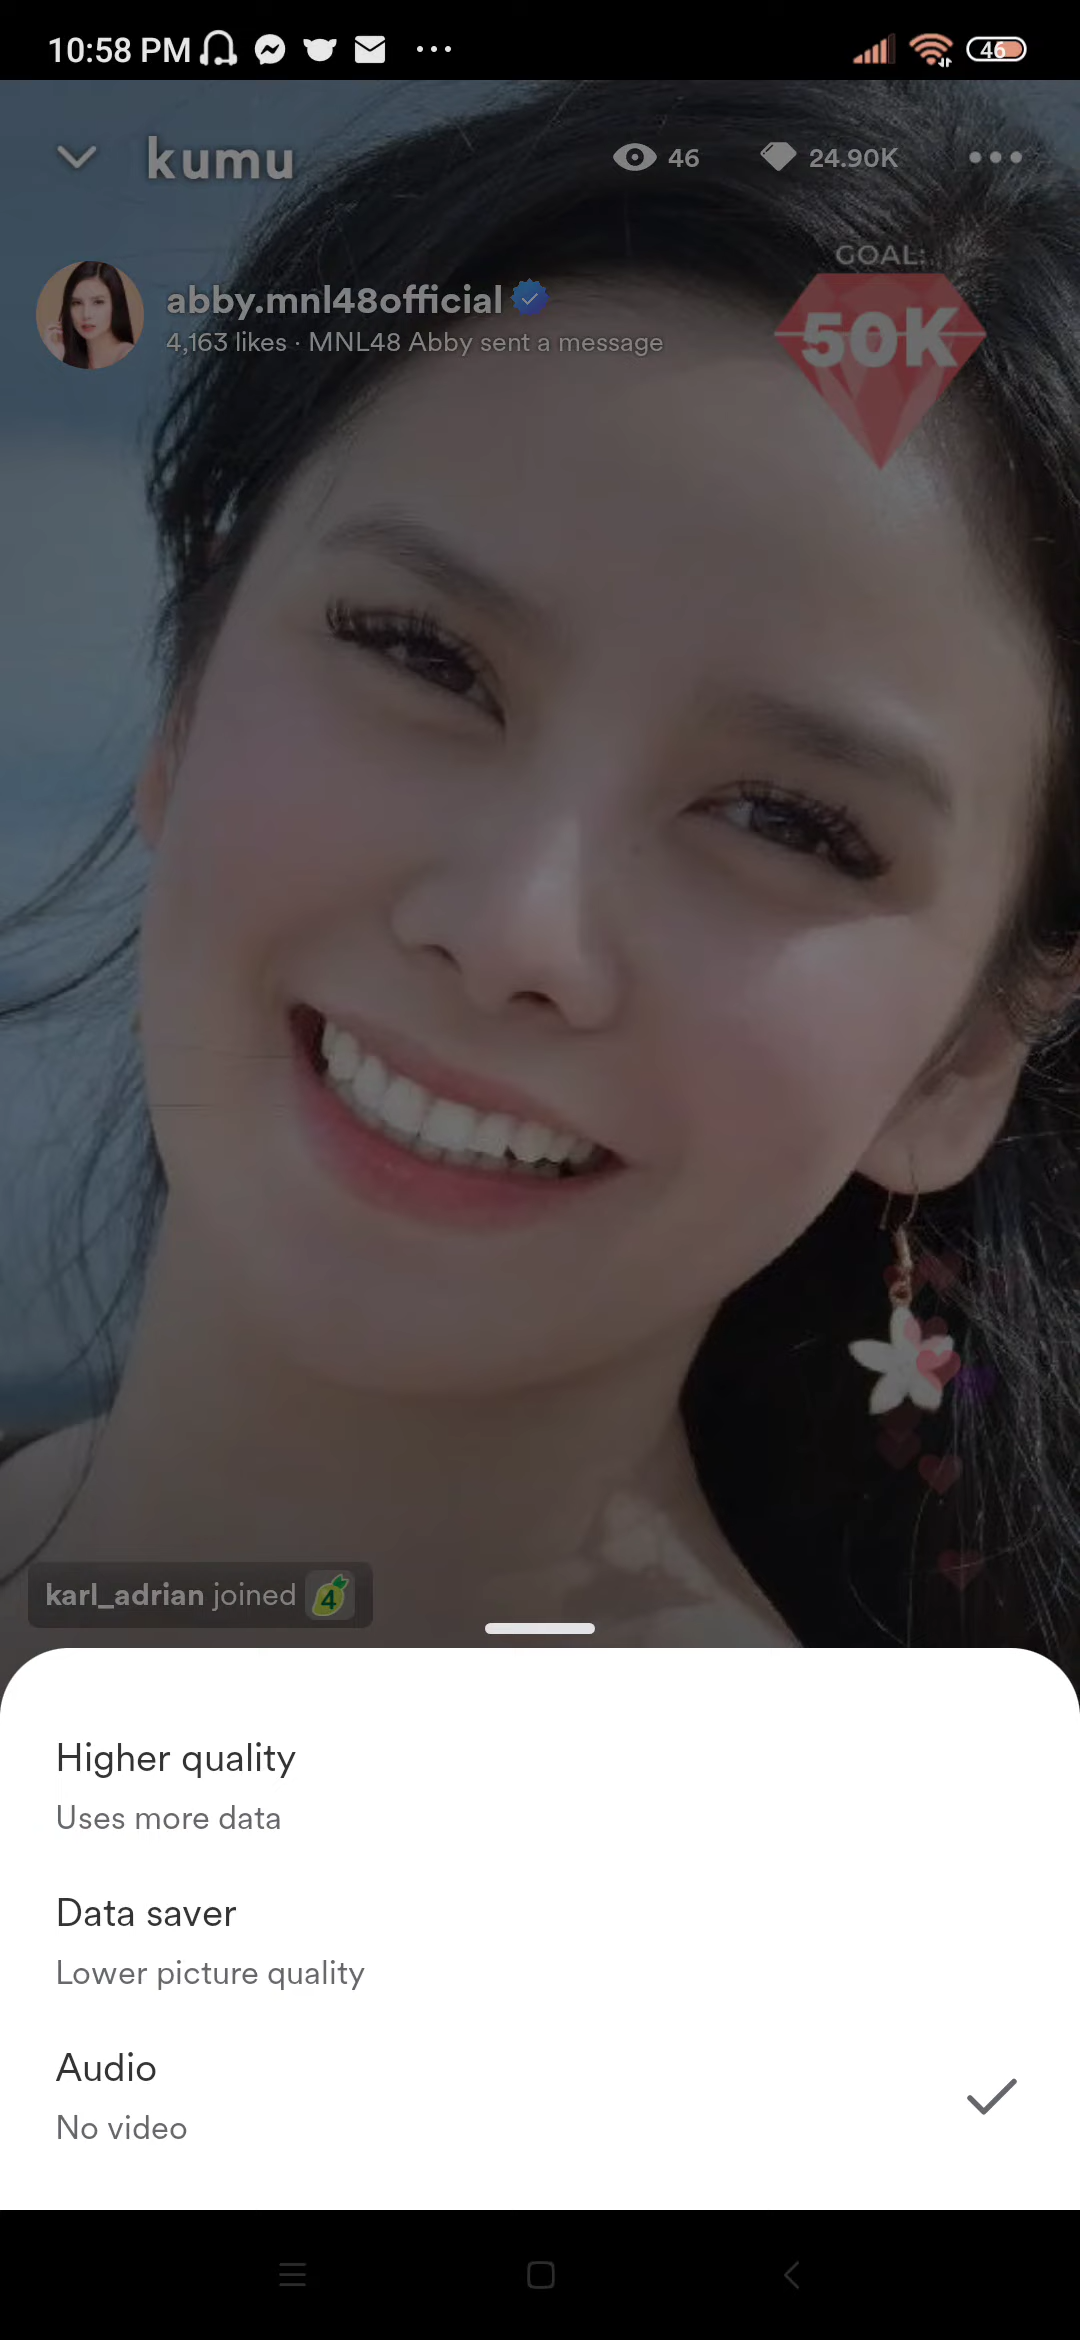 10:58 PM
46
kumu
46
24.90K
GOAL:
50K
abby.mnl48official
4,163 likes · MNL48 Abby sent a message
karl_adrian joined 4
Higher quality
Uses more data
Data saver
Lower picture quality
Audio
No video